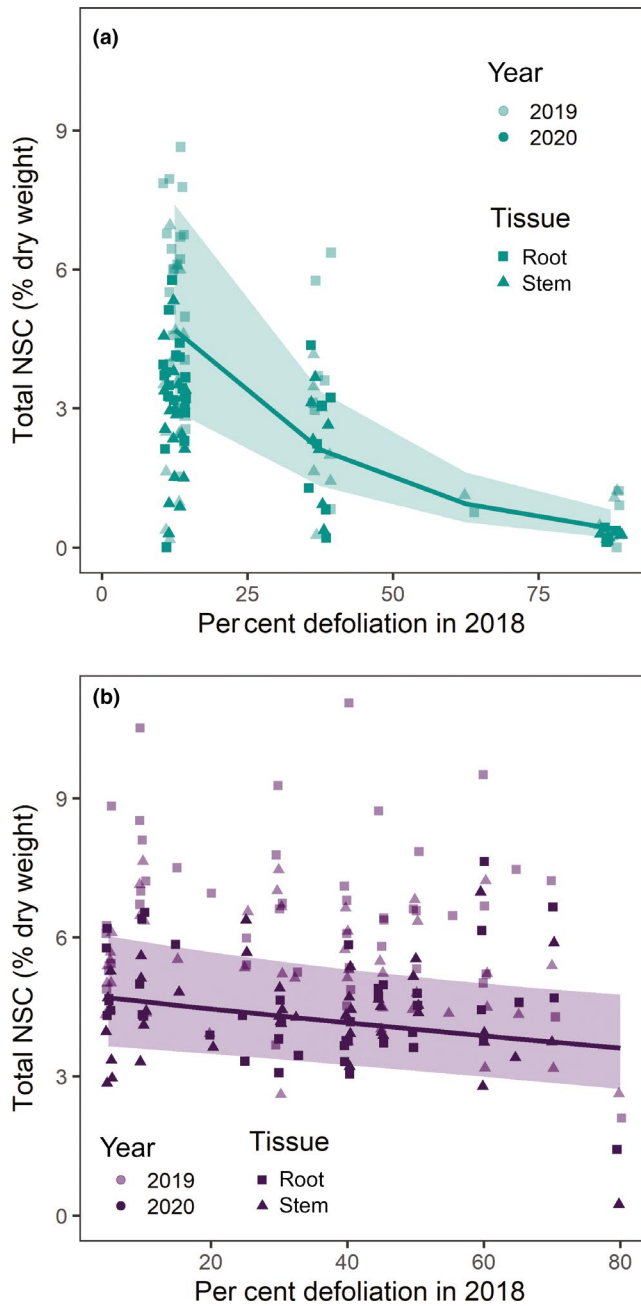 (a)
Year
2019
2020
Tissue
Root
Stem
Total NSC (% dry weight)
9
6
3
0
0 25 50 75
Per cent defoliation in 2018
(b)
Total NSC (% dry weight)
9
6
3
0
Year Tissue
2019 Root
2020 Stem
20 40 60 80
Per cent defoliation in 2018